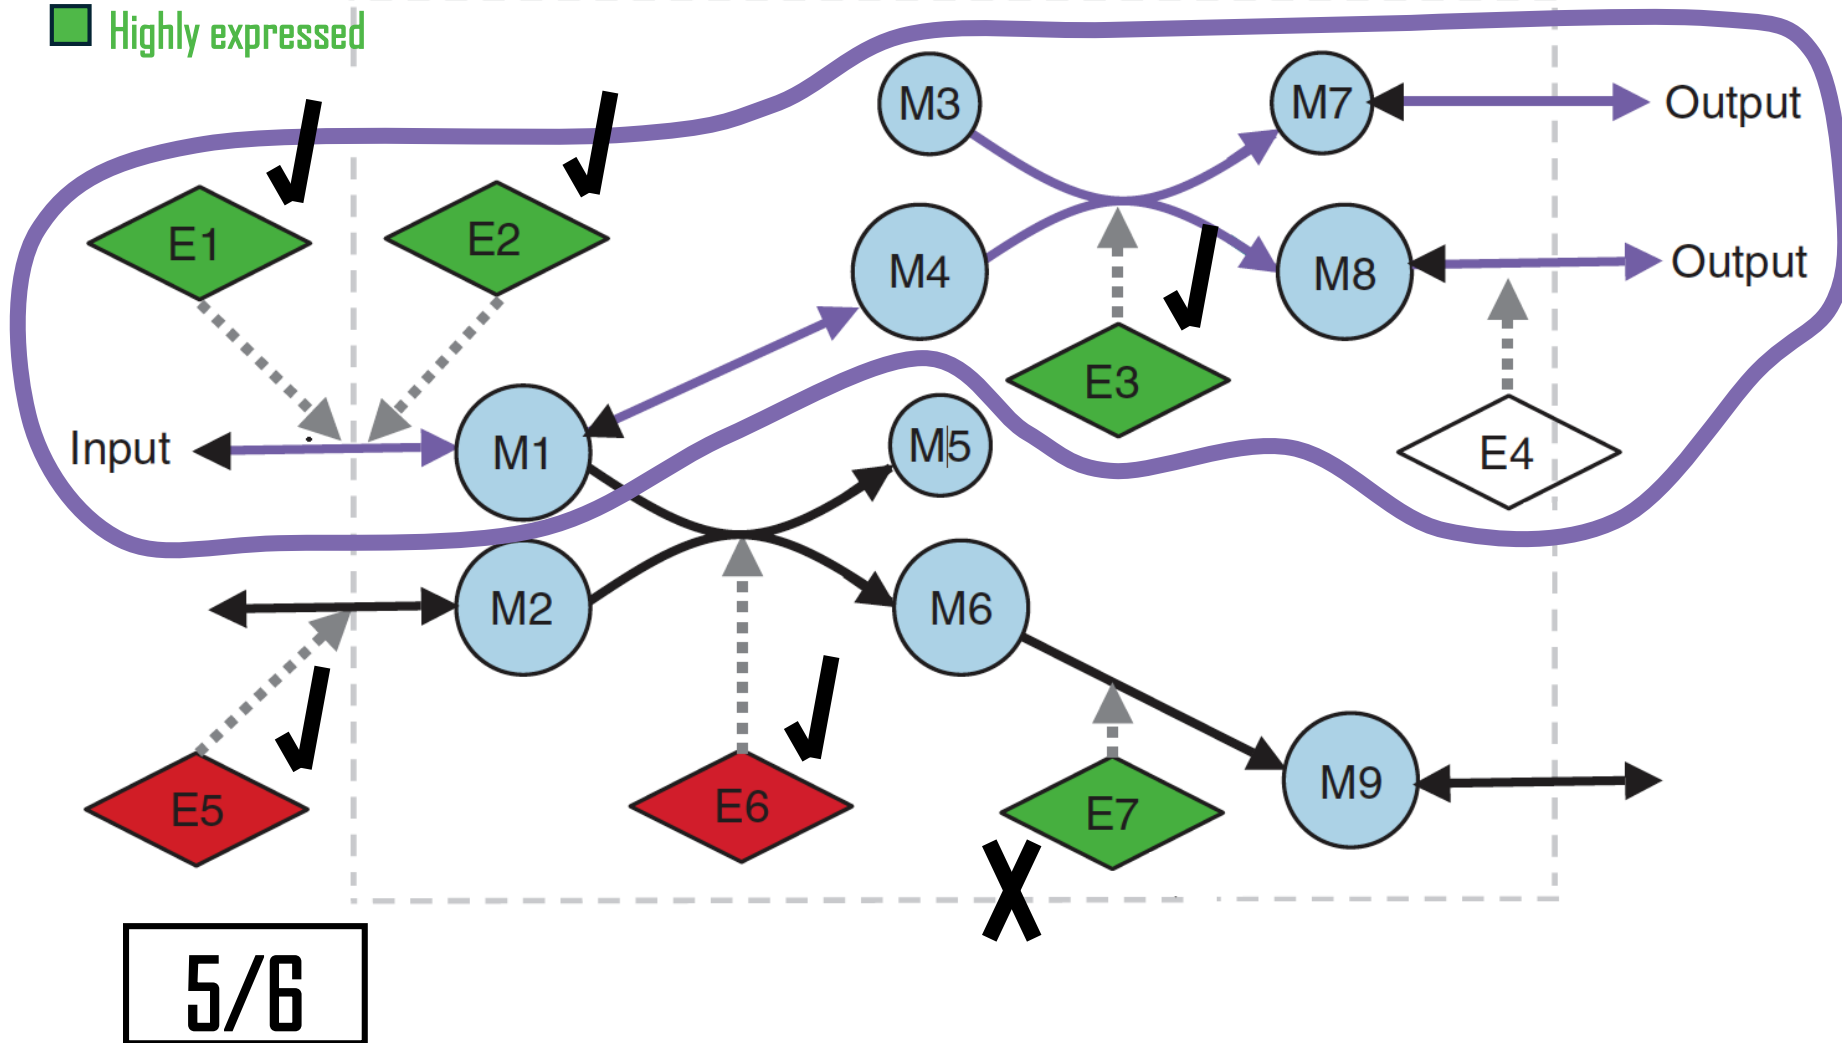 Highly expressed
M3
M7
Output
E1
E2
M4
M8
Output
E3
Input
M1
M5
E4
M2
M6
E5
E6
E7
M9
5/6